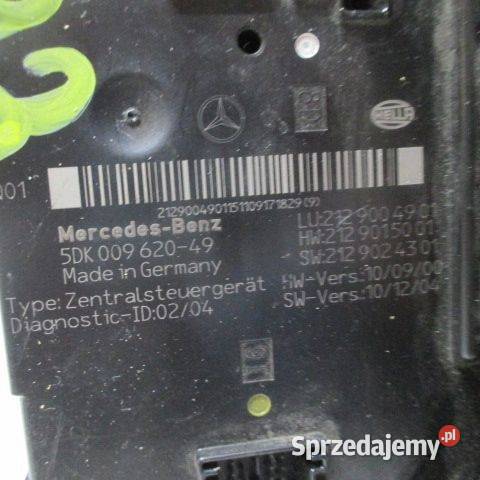 HELLA
Q01
2129004901151109171829(9)
Mercedes-Benz
5DK 009 620-49
Made in Germany
Type: Zentralsteuergerät
Diagnostic-ID:02/04
LU:212 900 49 01
HW:212 901 50 01
SW:212 902 43 01
HW-Vers:10/09/00
SW-Vers:10/12/04
Sprzedajemy.pl